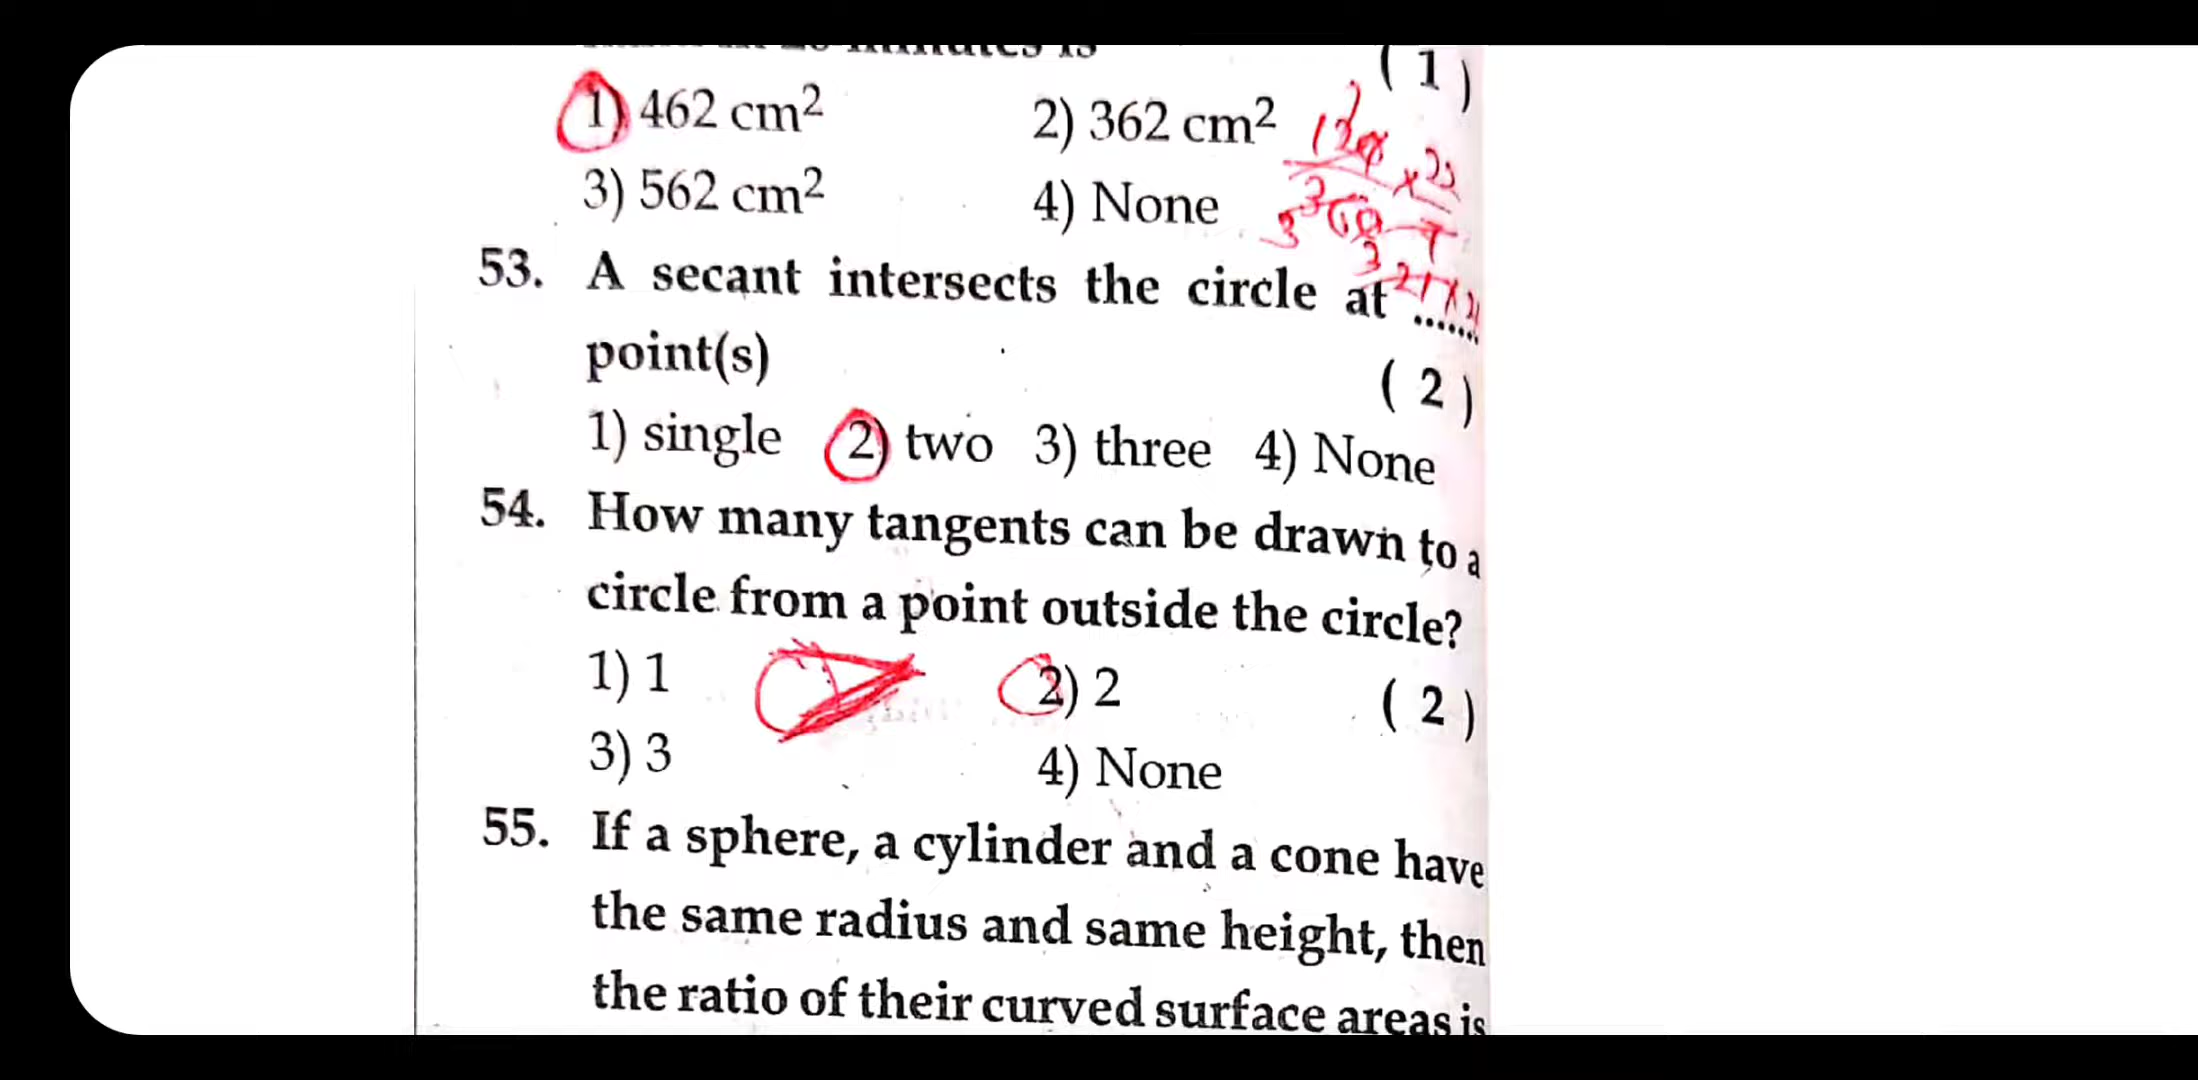 minutes is
( 1 )
1) 462 cm²
2) 362 cm²
3) 562 cm²
4) None
53. A secant intersects the circle at ......
point(s)
( 2 )
1) single 2) two 3) three 4) None
54. How many tangents can be drawn to a
circle from a point outside the circle?
1) 1
2) 2
( 2 )
3) 3
4) None
55. If a sphere, a cylinder and a cone have
the same radius and same height, then
the ratio of their curved surface areas is